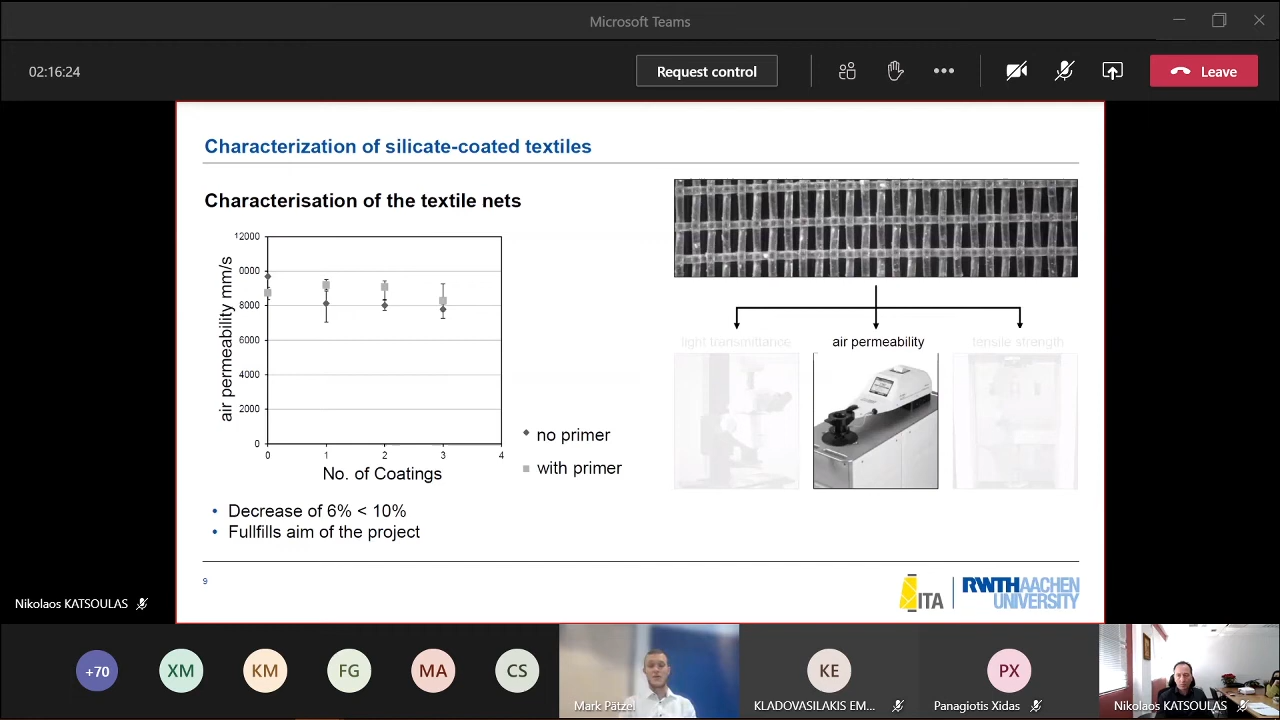 Microsoft Teams
02:16:24
Request control
Leave
Characterization of silicate-coated textiles
Characterisation of the textile nets
12000
0000
8000
6000
4000
2000
0
air permeability mm/s
0 1 2 3 4
No. of Coatings
no primer
with primer
light transmittance
air permeability
tensile strength
• Decrease of 6% < 10%
• Fullfills aim of the project
9
ITA
RWTHAACHEN
UNIVERSITY
Nikolaos KATSOULAS
+70
XM
KM
FG
MA
CS
Mark Pätzel
KE
KLADOVASILAKIS EM...
PX
Panagiotis Xidas
Nikolaos KATSOULAS